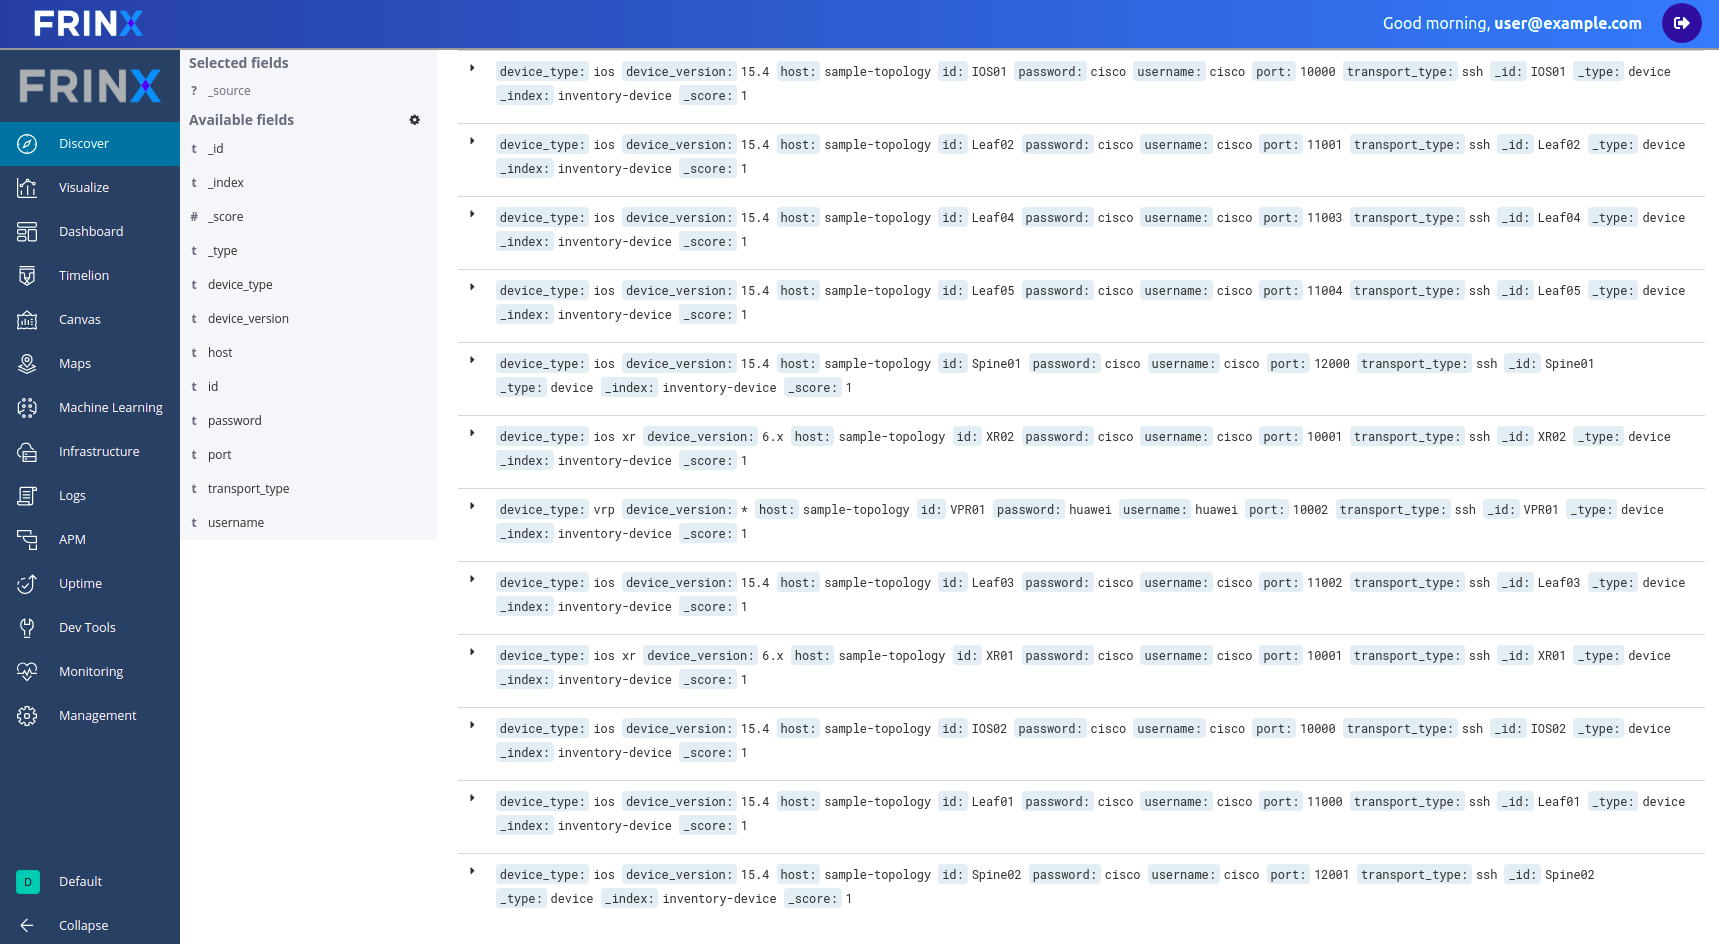 FRINX
Good morning, user@example.com
FRINX
Discover
Visualize
Dashboard
Timelion
Canvas
Maps
Machine Learning
Infrastructure
Logs
APM
Uptime
Dev Tools
Monitoring
Management
D Default
Collapse
Selected fields
? _source
Available fields
t _id
t _index
# _score
t _type
t device_type
t device_version
t host
t id
t password
t port
t transport_type
t username
device_type: ios device_version: 15.4 host: sample-topology id: IOS01 password: cisco username: cisco port: 10000 transport_type: ssh _id: IOS01 _type: device
_index: inventory-device _score: 1
device_type: ios device_version: 15.4 host: sample-topology id: Leaf02 password: cisco username: cisco port: 11001 transport_type: ssh _id: Leaf02 _type: device
_index: inventory-device _score: 1
device_type: ios device_version: 15.4 host: sample-topology id: Leaf04 password: cisco username: cisco port: 11003 transport_type: ssh _id: Leaf04 _type: device
_index: inventory-device _score: 1
device_type: ios device_version: 15.4 host: sample-topology id: Leaf05 password: cisco username: cisco port: 11004 transport_type: ssh _id: Leaf05 _type: device
_index: inventory-device _score: 1
device_type: ios device_version: 15.4 host: sample-topology id: Spine01 password: cisco username: cisco port: 12000 transport_type: ssh _id: Spine01
_type: device _index: inventory-device _score: 1
device_type: ios xr device_version: 6.x host: sample-topology id: XR02 password: cisco username: cisco port: 10001 transport_type: ssh _id: XR02 _type: device
_index: inventory-device _score: 1
device_type: vrp device_version: * host: sample-topology id: VPR01 password: huawei username: huawei port: 10002 transport_type: ssh _id: VPR01 _type: device
_index: inventory-device _score: 1
device_type: ios device_version: 15.4 host: sample-topology id: Leaf03 password: cisco username: cisco port: 11002 transport_type: ssh _id: Leaf03 _type: device
_index: inventory-device _score: 1
device_type: ios xr device_version: 6.x host: sample-topology id: XR01 password: cisco username: cisco port: 10001 transport_type: ssh _id: XR01 _type: device
_index: inventory-device _score: 1
device_type: ios device_version: 15.4 host: sample-topology id: IOS02 password: cisco username: cisco port: 10000 transport_type: ssh _id: IOS02 _type: device
_index: inventory-device _score: 1
device_type: ios device_version: 15.4 host: sample-topology id: Leaf01 password: cisco username: cisco port: 11000 transport_type: ssh _id: Leaf01 _type: device
_index: inventory-device _score: 1
device_type: ios device_version: 15.4 host: sample-topology id: Spine02 password: cisco username: cisco port: 12001 transport_type: ssh _id: Spine02
_type: device _index: inventory-device _score: 1